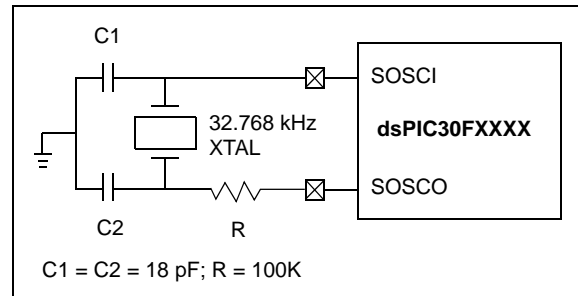 C1
SOSCI
32.768 kHz
XTAL
dsPIC30FXXXX
SOSCO
C2
R
C1 = C2 = 18 pF; R = 100K